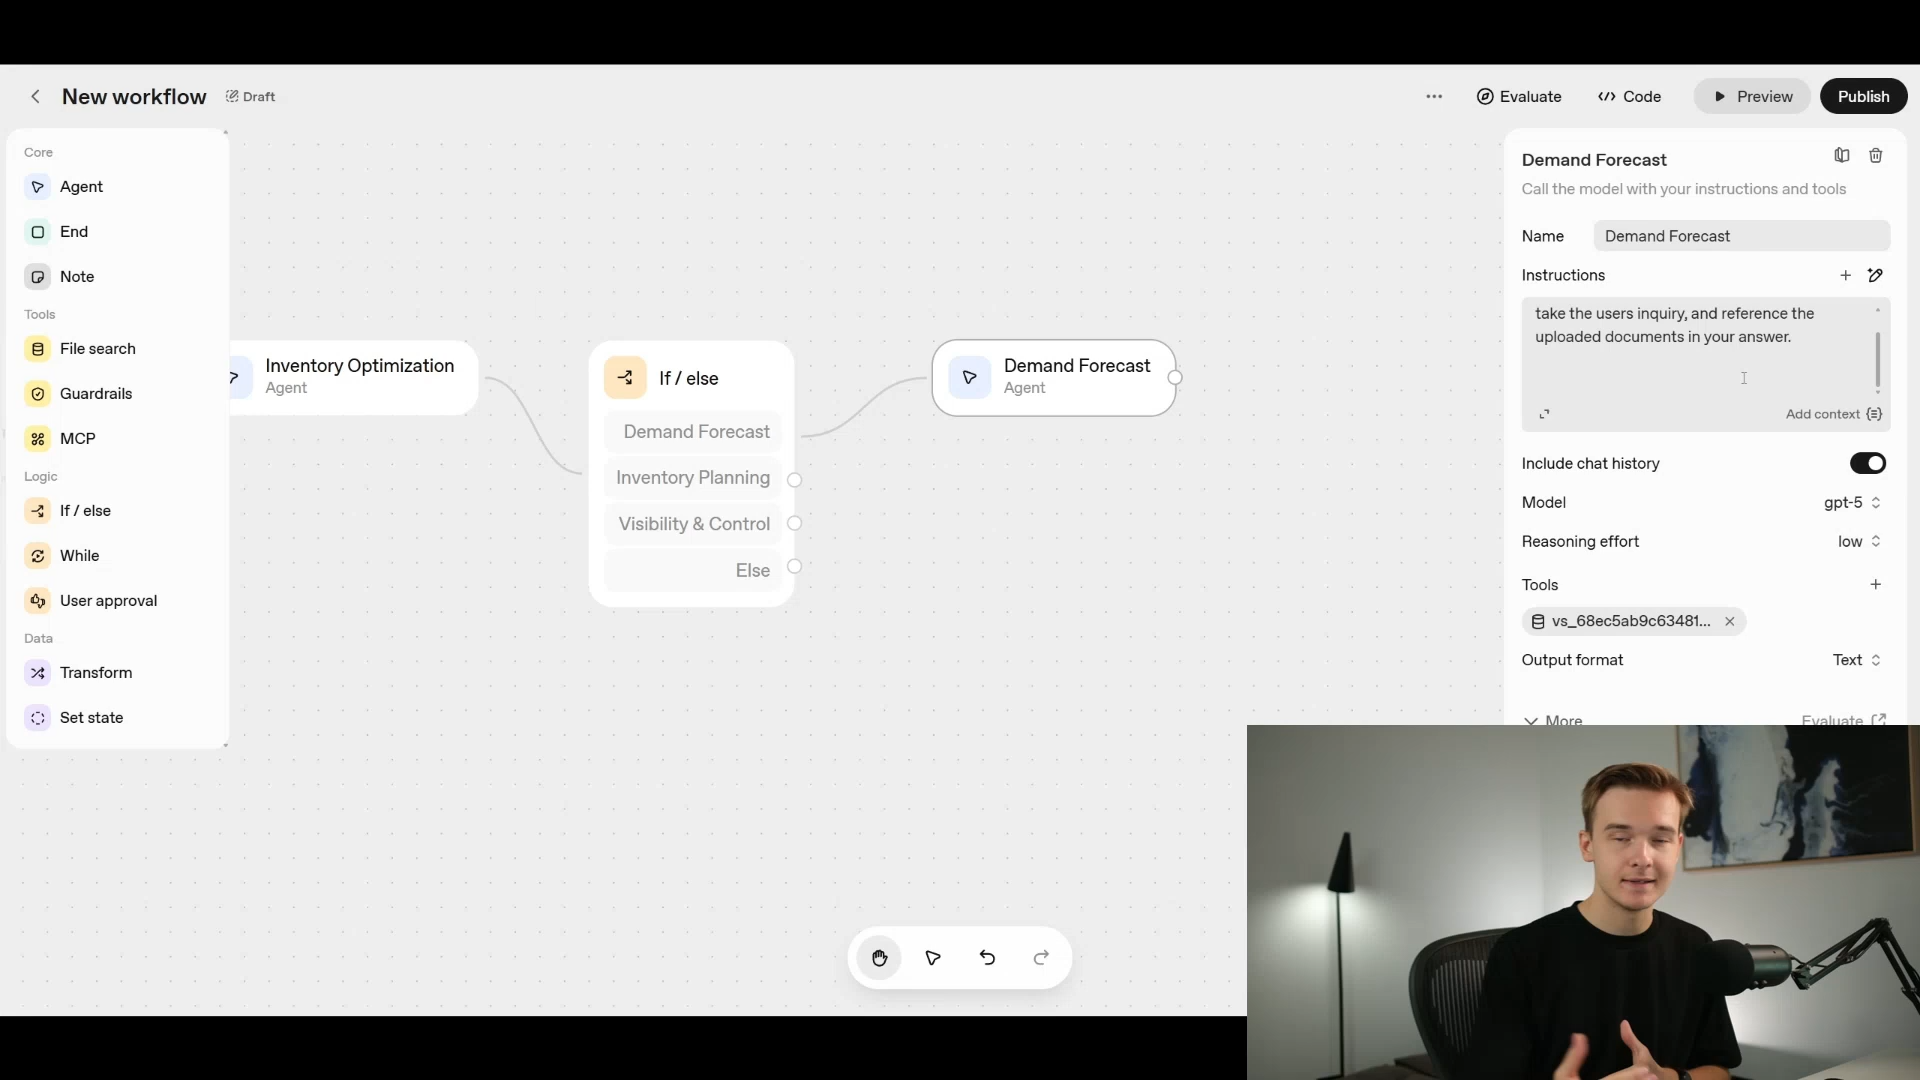 New workflow
Draft
Evaluate
Code
Preview
Publish
Core
Agent
End
Note
Tools
File search
Guardrails
MCP
Logic
If / else
While
User approval
Data
Transform
Set state
Inventory Optimization
Agent
If / else
Demand Forecast
Inventory Planning
Visibility & Control
Else
Demand Forecast
Agent
Demand Forecast
Call the model with your instructions and tools
Name
Demand Forecast
Instructions
take the users inquiry, and reference the
uploaded documents in your answer.
Add context
Include chat history
Model
gpt-5
Reasoning effort
low
Tools
vs_68ec5ab9c63481...
Output format
Text
More
Evaluate